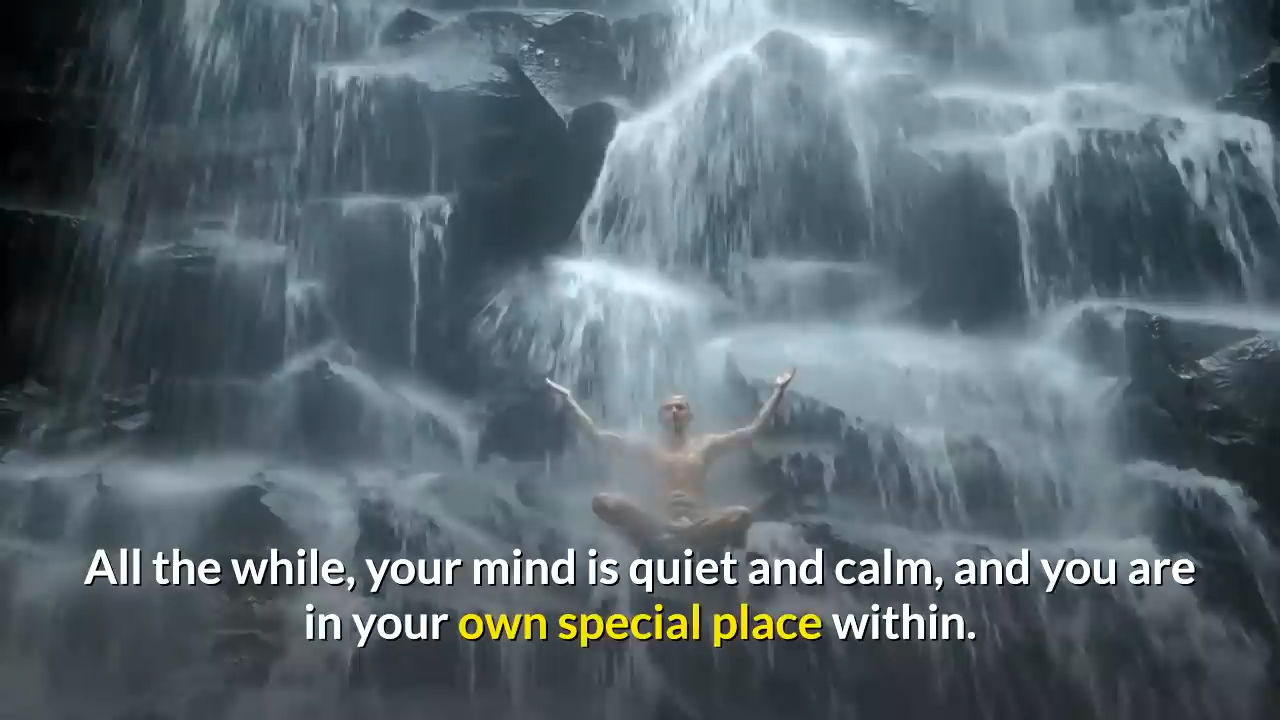 All the while, your mind is quiet and calm, and you are
in your own special place within.